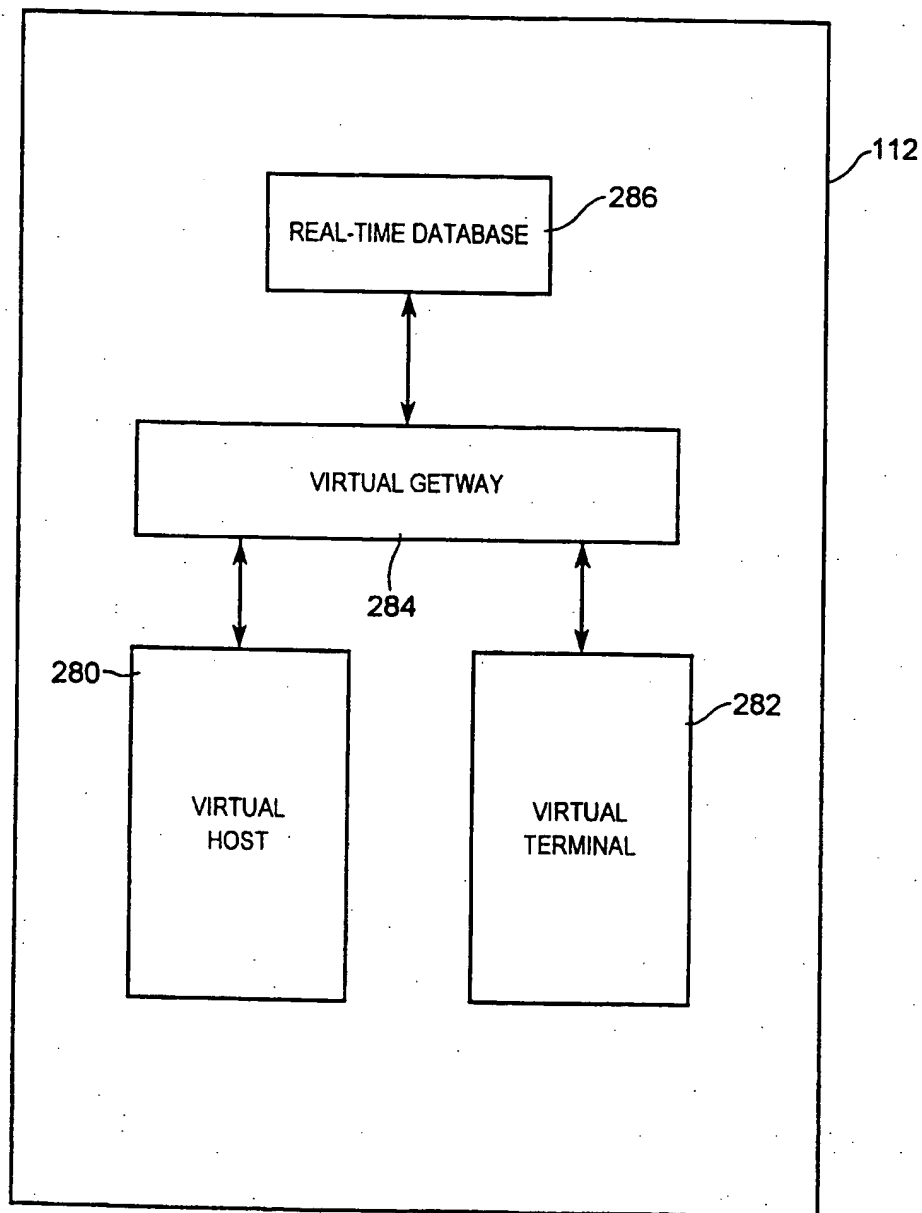 112
286
REAL-TIME DATABASE
VIRTUAL GETWAY
284
280
282
VIRTUAL
HOST
VIRTUAL
TERMINAL